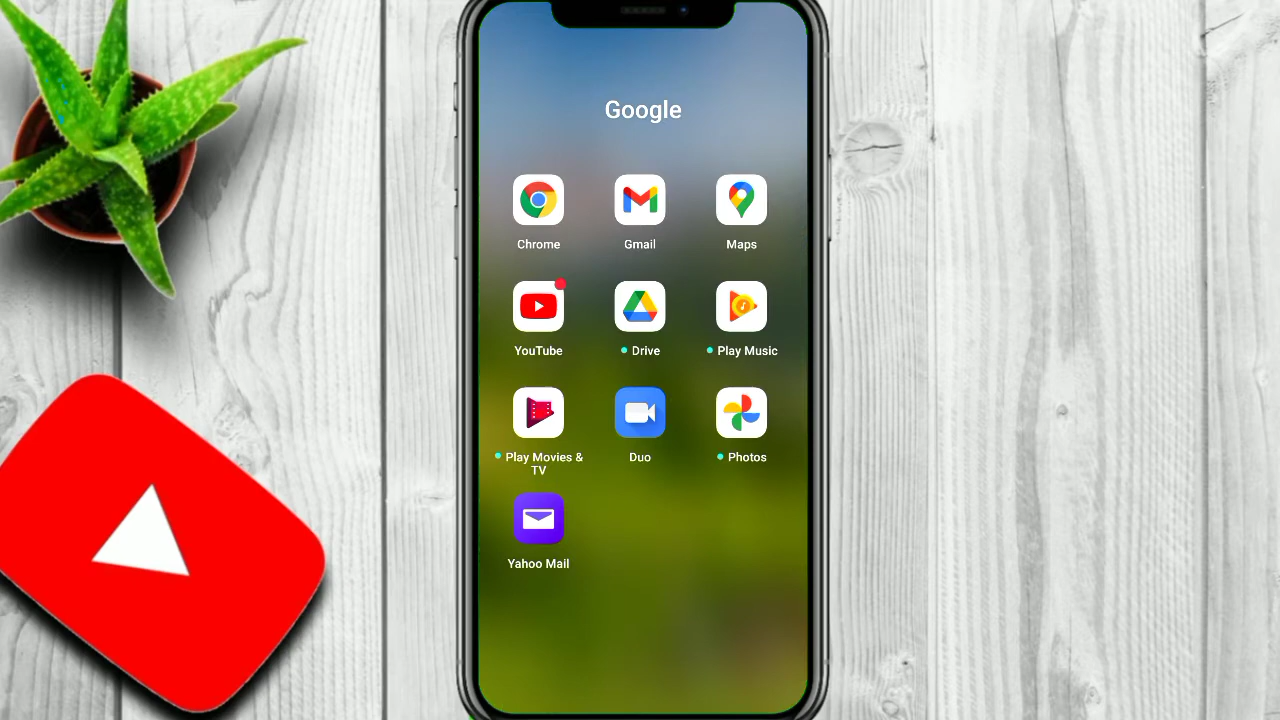 Google
Chrome
Gmail
Maps
YouTube
Drive
Play Music
Play Movies &
TV
Duo
Photos
Yahoo Mail